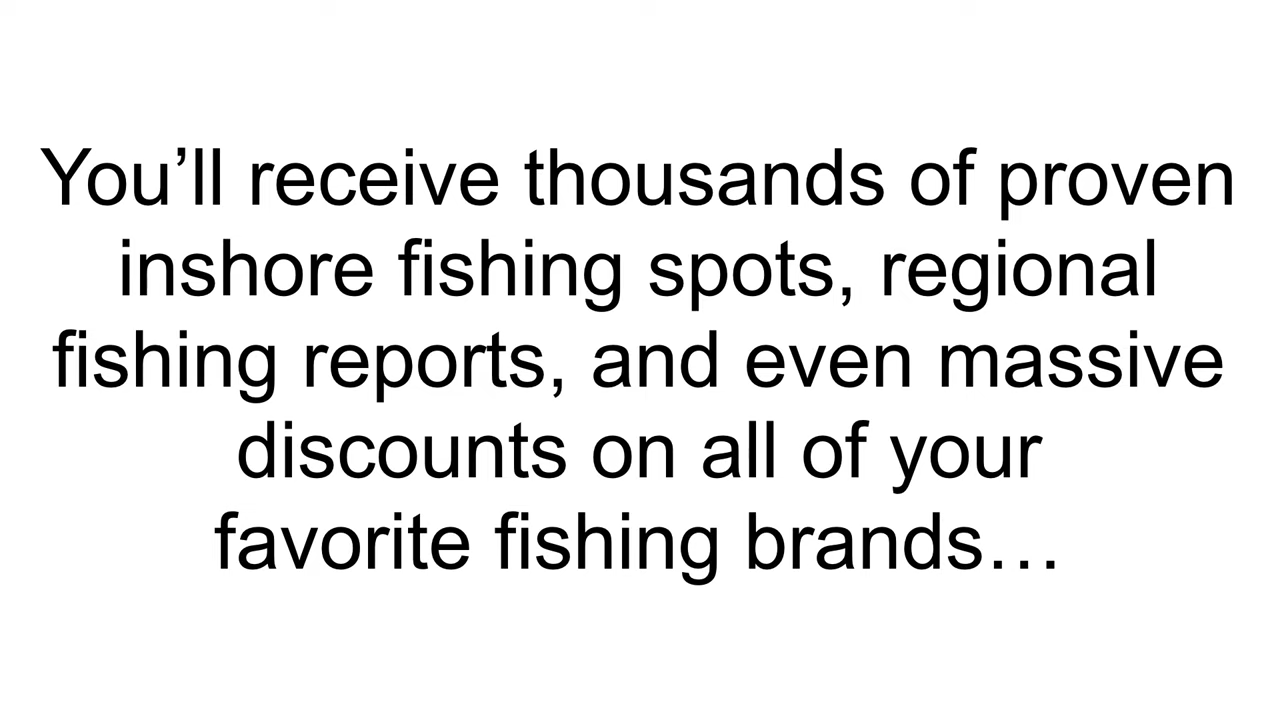 You’ll receive thousands of proven
inshore fishing spots, regional
fishing reports, and even massive
discounts on all of your
favorite fishing brands…